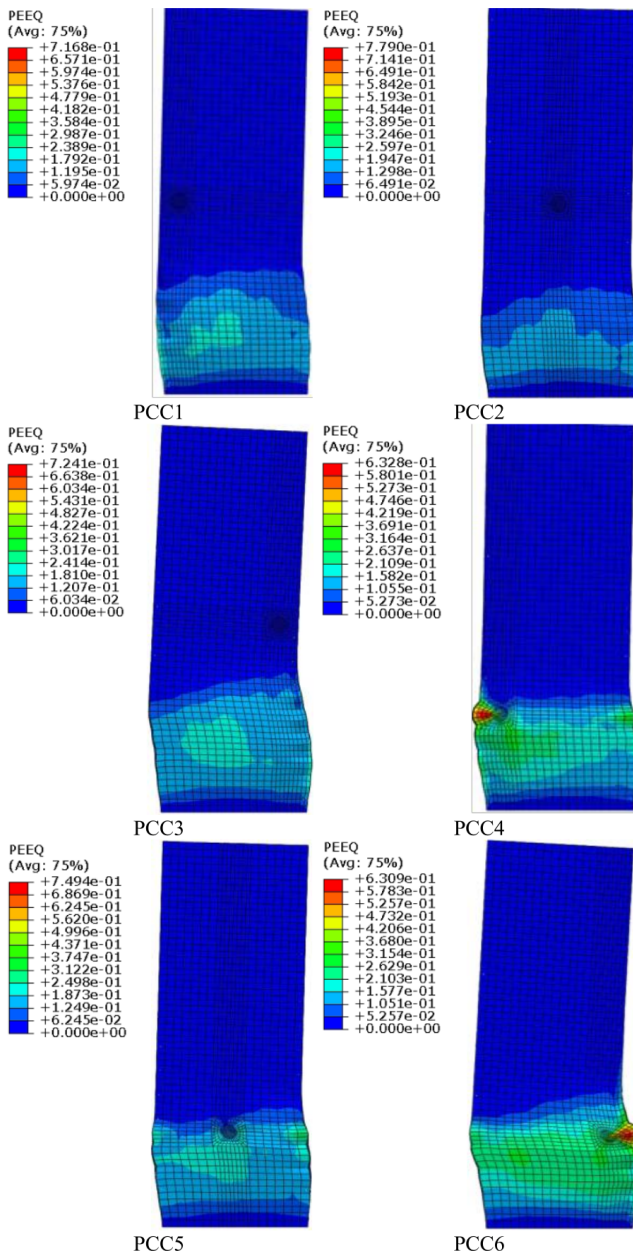 PEEQ
(Avg: 75%)
+7.168e-01
+6.571e-01
+5.974e-01
+5.376e-01
+4.779e-01
+4.182e-01
+3.584e-01
+2.987e-01
+2.389e-01
+1.792e-01
+1.195e-01
+5.974e-02
+0.000e+00
PCC1
PEEQ
(Avg: 75%)
+7.790e-01
+7.141e-01
+6.491e-01
+5.842e-01
+5.193e-01
+4.544e-01
+3.895e-01
+3.246e-01
+2.597e-01
+1.947e-01
+1.298e-01
+6.491e-02
+0.000e+00
PCC2
PEEQ
(Avg: 75%)
+7.241e-01
+6.638e-01
+6.034e-01
+5.431e-01
+4.827e-01
+4.224e-01
+3.621e-01
+3.017e-01
+2.414e-01
+1.810e-01
+1.207e-01
+6.034e-02
+0.000e+00
PCC3
PEEQ
(Avg: 75%)
+6.328e-01
+5.801e-01
+5.273e-01
+4.746e-01
+4.219e-01
+3.691e-01
+3.164e-01
+2.637e-01
+2.109e-01
+1.582e-01
+1.055e-01
+5.273e-02
+0.000e+00
PCC4
PEEQ
(Avg: 75%)
+7.494e-01
+6.869e-01
+6.245e-01
+5.620e-01
+4.996e-01
+4.371e-01
+3.747e-01
+3.122e-01
+2.498e-01
+1.873e-01
+1.249e-01
+6.245e-02
+0.000e+00
PCC5
PEEQ
(Avg: 75%)
+6.309e-01
+5.783e-01
+5.257e-01
+4.732e-01
+4.206e-01
+3.680e-01
+3.154e-01
+2.629e-01
+2.103e-01
+1.577e-01
+1.051e-01
+5.257e-02
+0.000e+00
PCC6